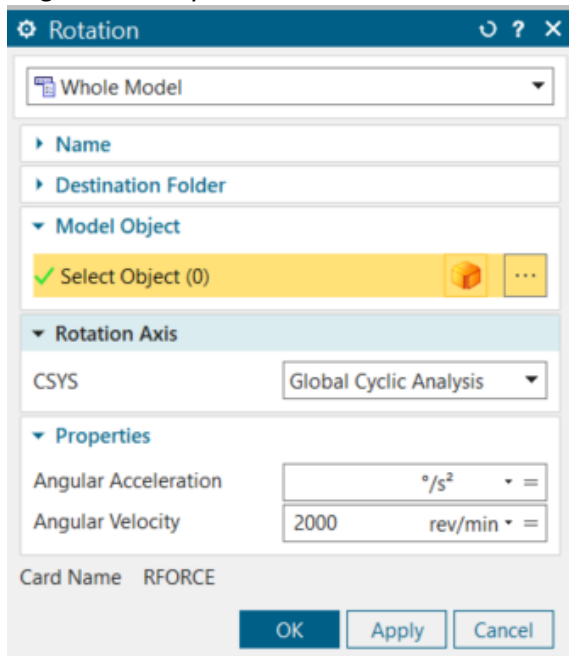 Rotation
Whole Model
Name
Destination Folder
Model Object
Select Object (0)
Rotation Axis
CSYS Global Cyclic Analysis
Properties
Angular Acceleration °/s² =
Angular Velocity 2000 rev/min =
Card Name RFORCE
OK Apply Cancel